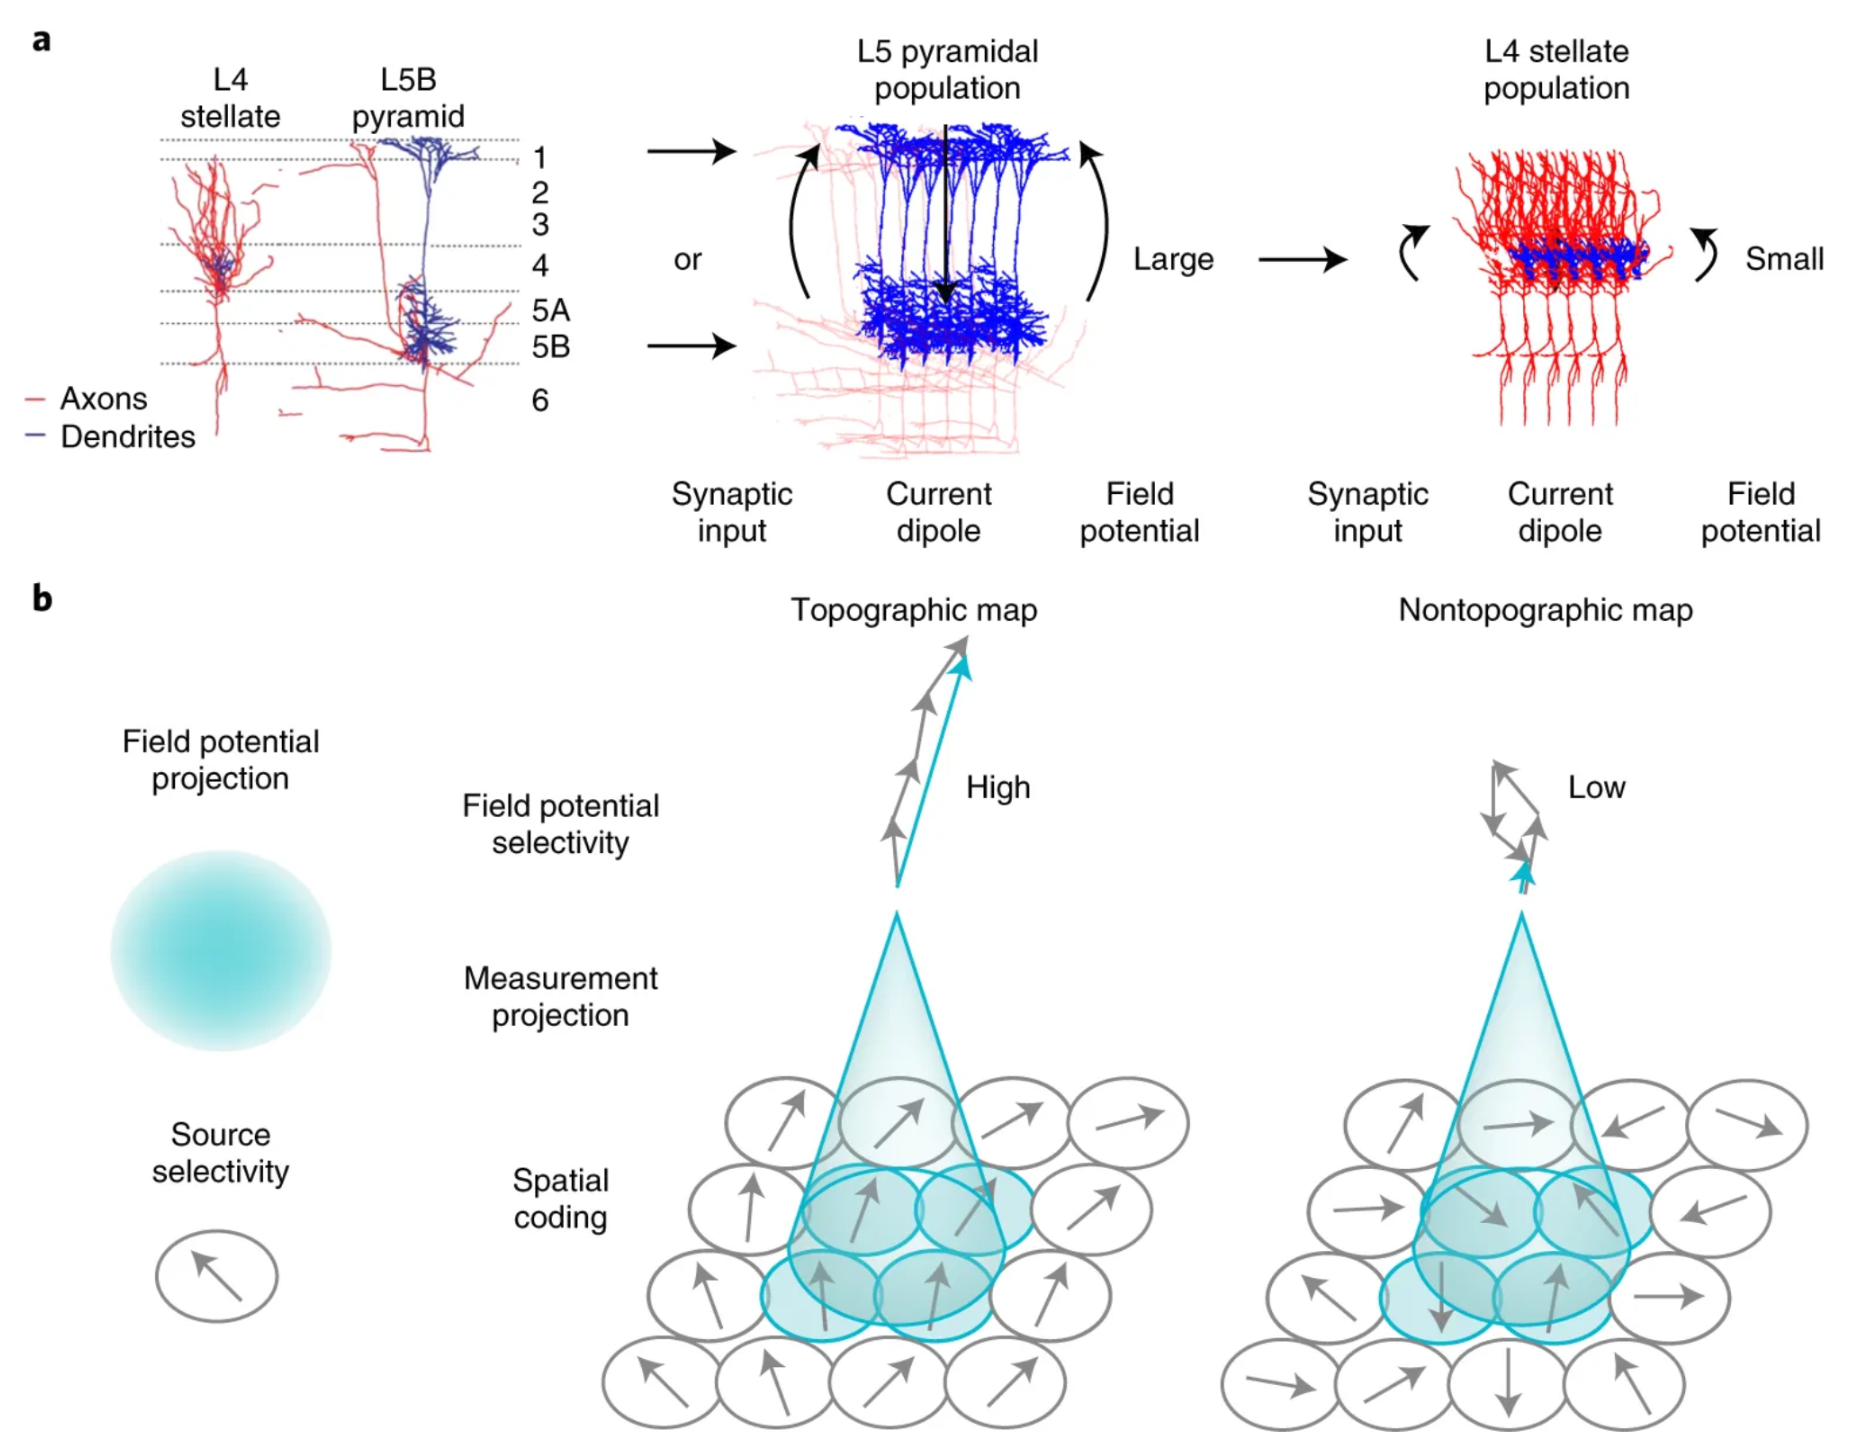 a
L4
stellate
L5B
pyramid
1
2
3
4
5A
5B
6
Axons
Dendrites
L5 pyramidal
population
or
Large
Synaptic
input
Current
dipole
Field
potential
L4 stellate
population
Small
Synaptic
input
Current
dipole
Field
potential
b
Field potential
projection
Source
selectivity
Field potential
selectivity
Measurement
projection
Spatial
coding
Topographic map
High
Nontopographic map
Low